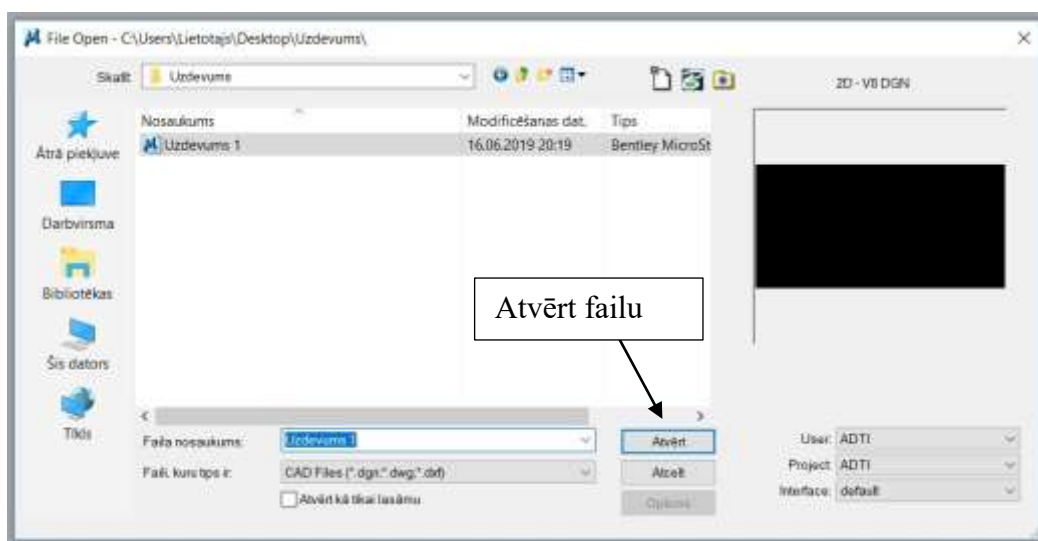 File Open - C:\Users\Lietotajs\Desktop\Uzdevums\
Skatīt: Uzdevums
2D - V8 DGN
Nosaukums Modificēšanas dat. Tips
Uzdevums 1 16.06.2019 20:19 Bentley MicroSt
Ātrā piekļuve
Darbvirsma
Bibliotēkas
Šis dators
Tīkls
Atvērt failu
Faila nosaukums: Uzdevums 1 Atvērt
Faili, kuru tips ir: CAD Files (*.dgn;*.dwg;*.dxf) Atcelt
Atvērt kā tikai lasāmu Options
User: ADTI
Project: ADTI
Interface: default